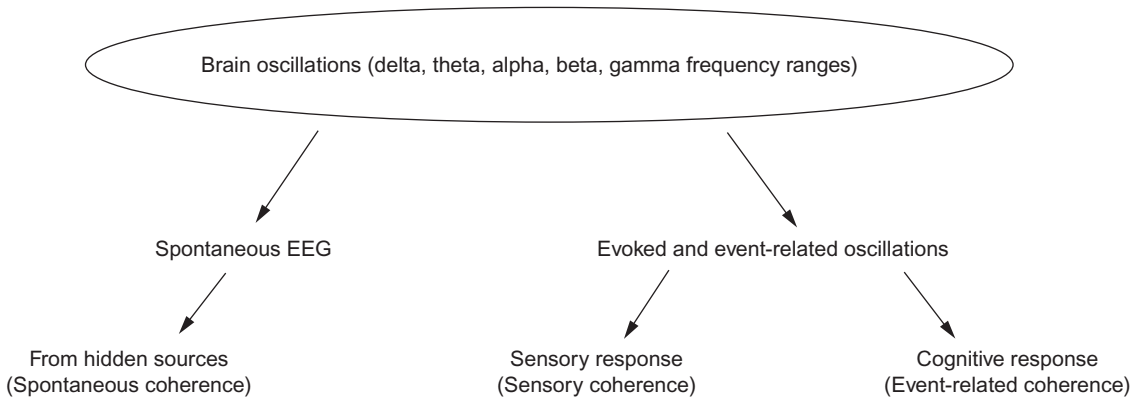 Brain oscillations (delta, theta, alpha, beta, gamma frequency ranges)
Spontaneous EEG
Evoked and event-related oscillations
From hidden sources
(Spontaneous coherence)
Sensory response
(Sensory coherence)
Cognitive response
(Event-related coherence)